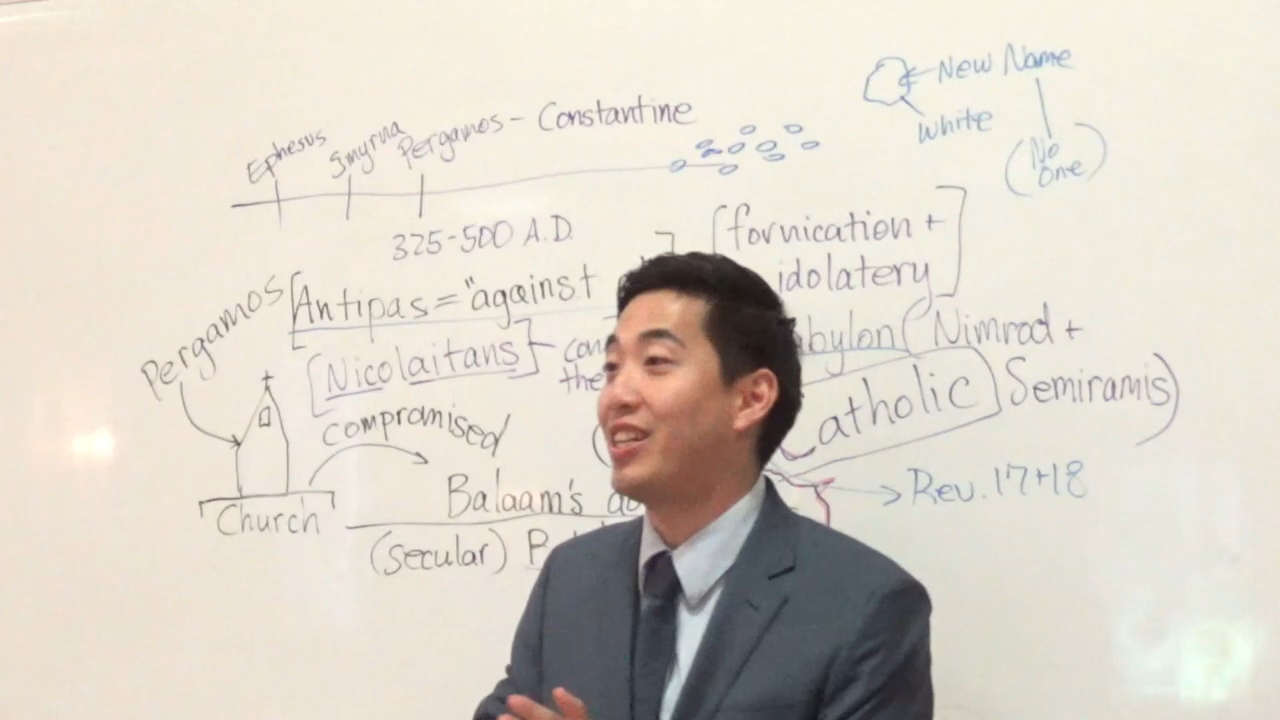 New Name
White
(No
One)
Ephesus
Smyrna
Pergamos - Constantine
325-500 A.D.
[fornication +
idolatery]
Pergamos
[Antipas = "against
[Nicolaitans]
the
Nimrod +
Semiramis)
Catholic
compromised
Rev. 17+18
Church
Balaam's
(secular)